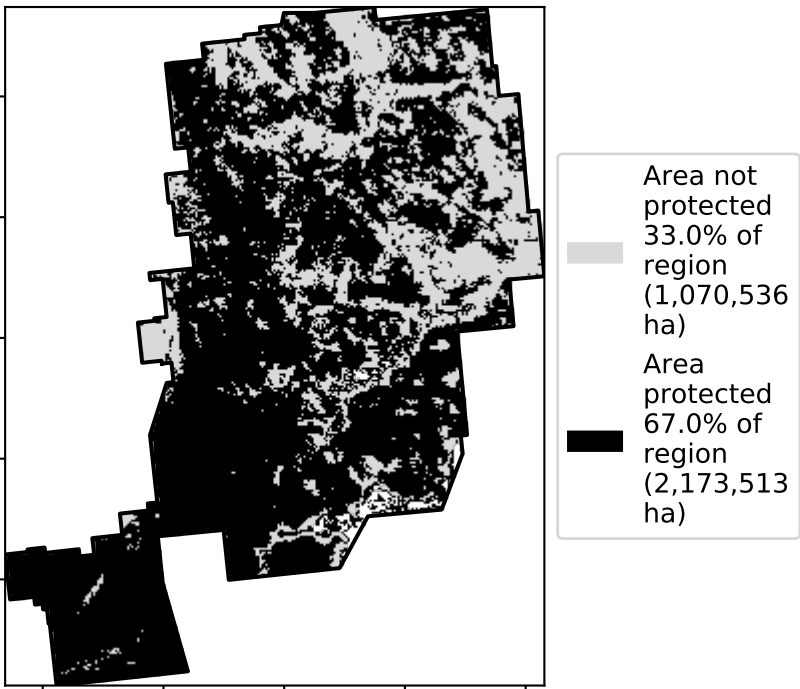 Area not
protected
33.0% of
region
(1,070,536
ha)
Area
protected
67.0% of
region
(2,173,513
ha)